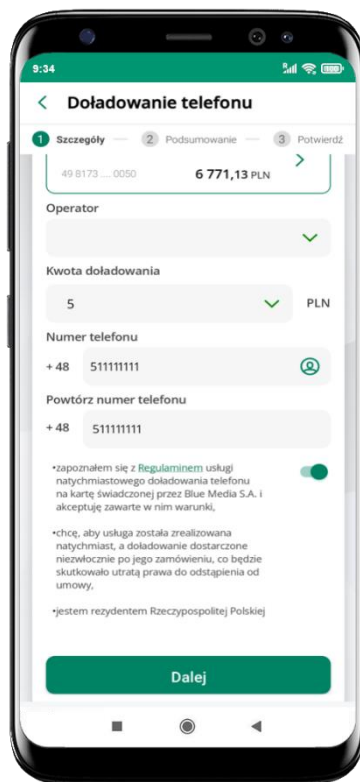 9:34
Doładowanie telefonu
1 Szczegóły 2 Podsumowanie 3 Potwierdź
49 8173 ... 0050 6 771,13 PLN
Operator
Kwota doładowania
5 PLN
Numer telefonu
+ 48 511111111
Powtórz numer telefonu
+ 48 511111111
•zapoznałem się z Regulaminem usługi
natychmiastowego doładowania telefonu
na kartę świadczonej przez Blue Media S.A. i
akceptuję zawarte w nim warunki,
•chcę, aby usługa została zrealizowana
natychmiast, a doładowanie dostarczone
niezwłocznie po jego zamówieniu, co będzie
skutkowało utratą prawa do odstąpienia od
umowy,
•jestem rezydentem Rzeczypospolitej Polskiej
Dalej